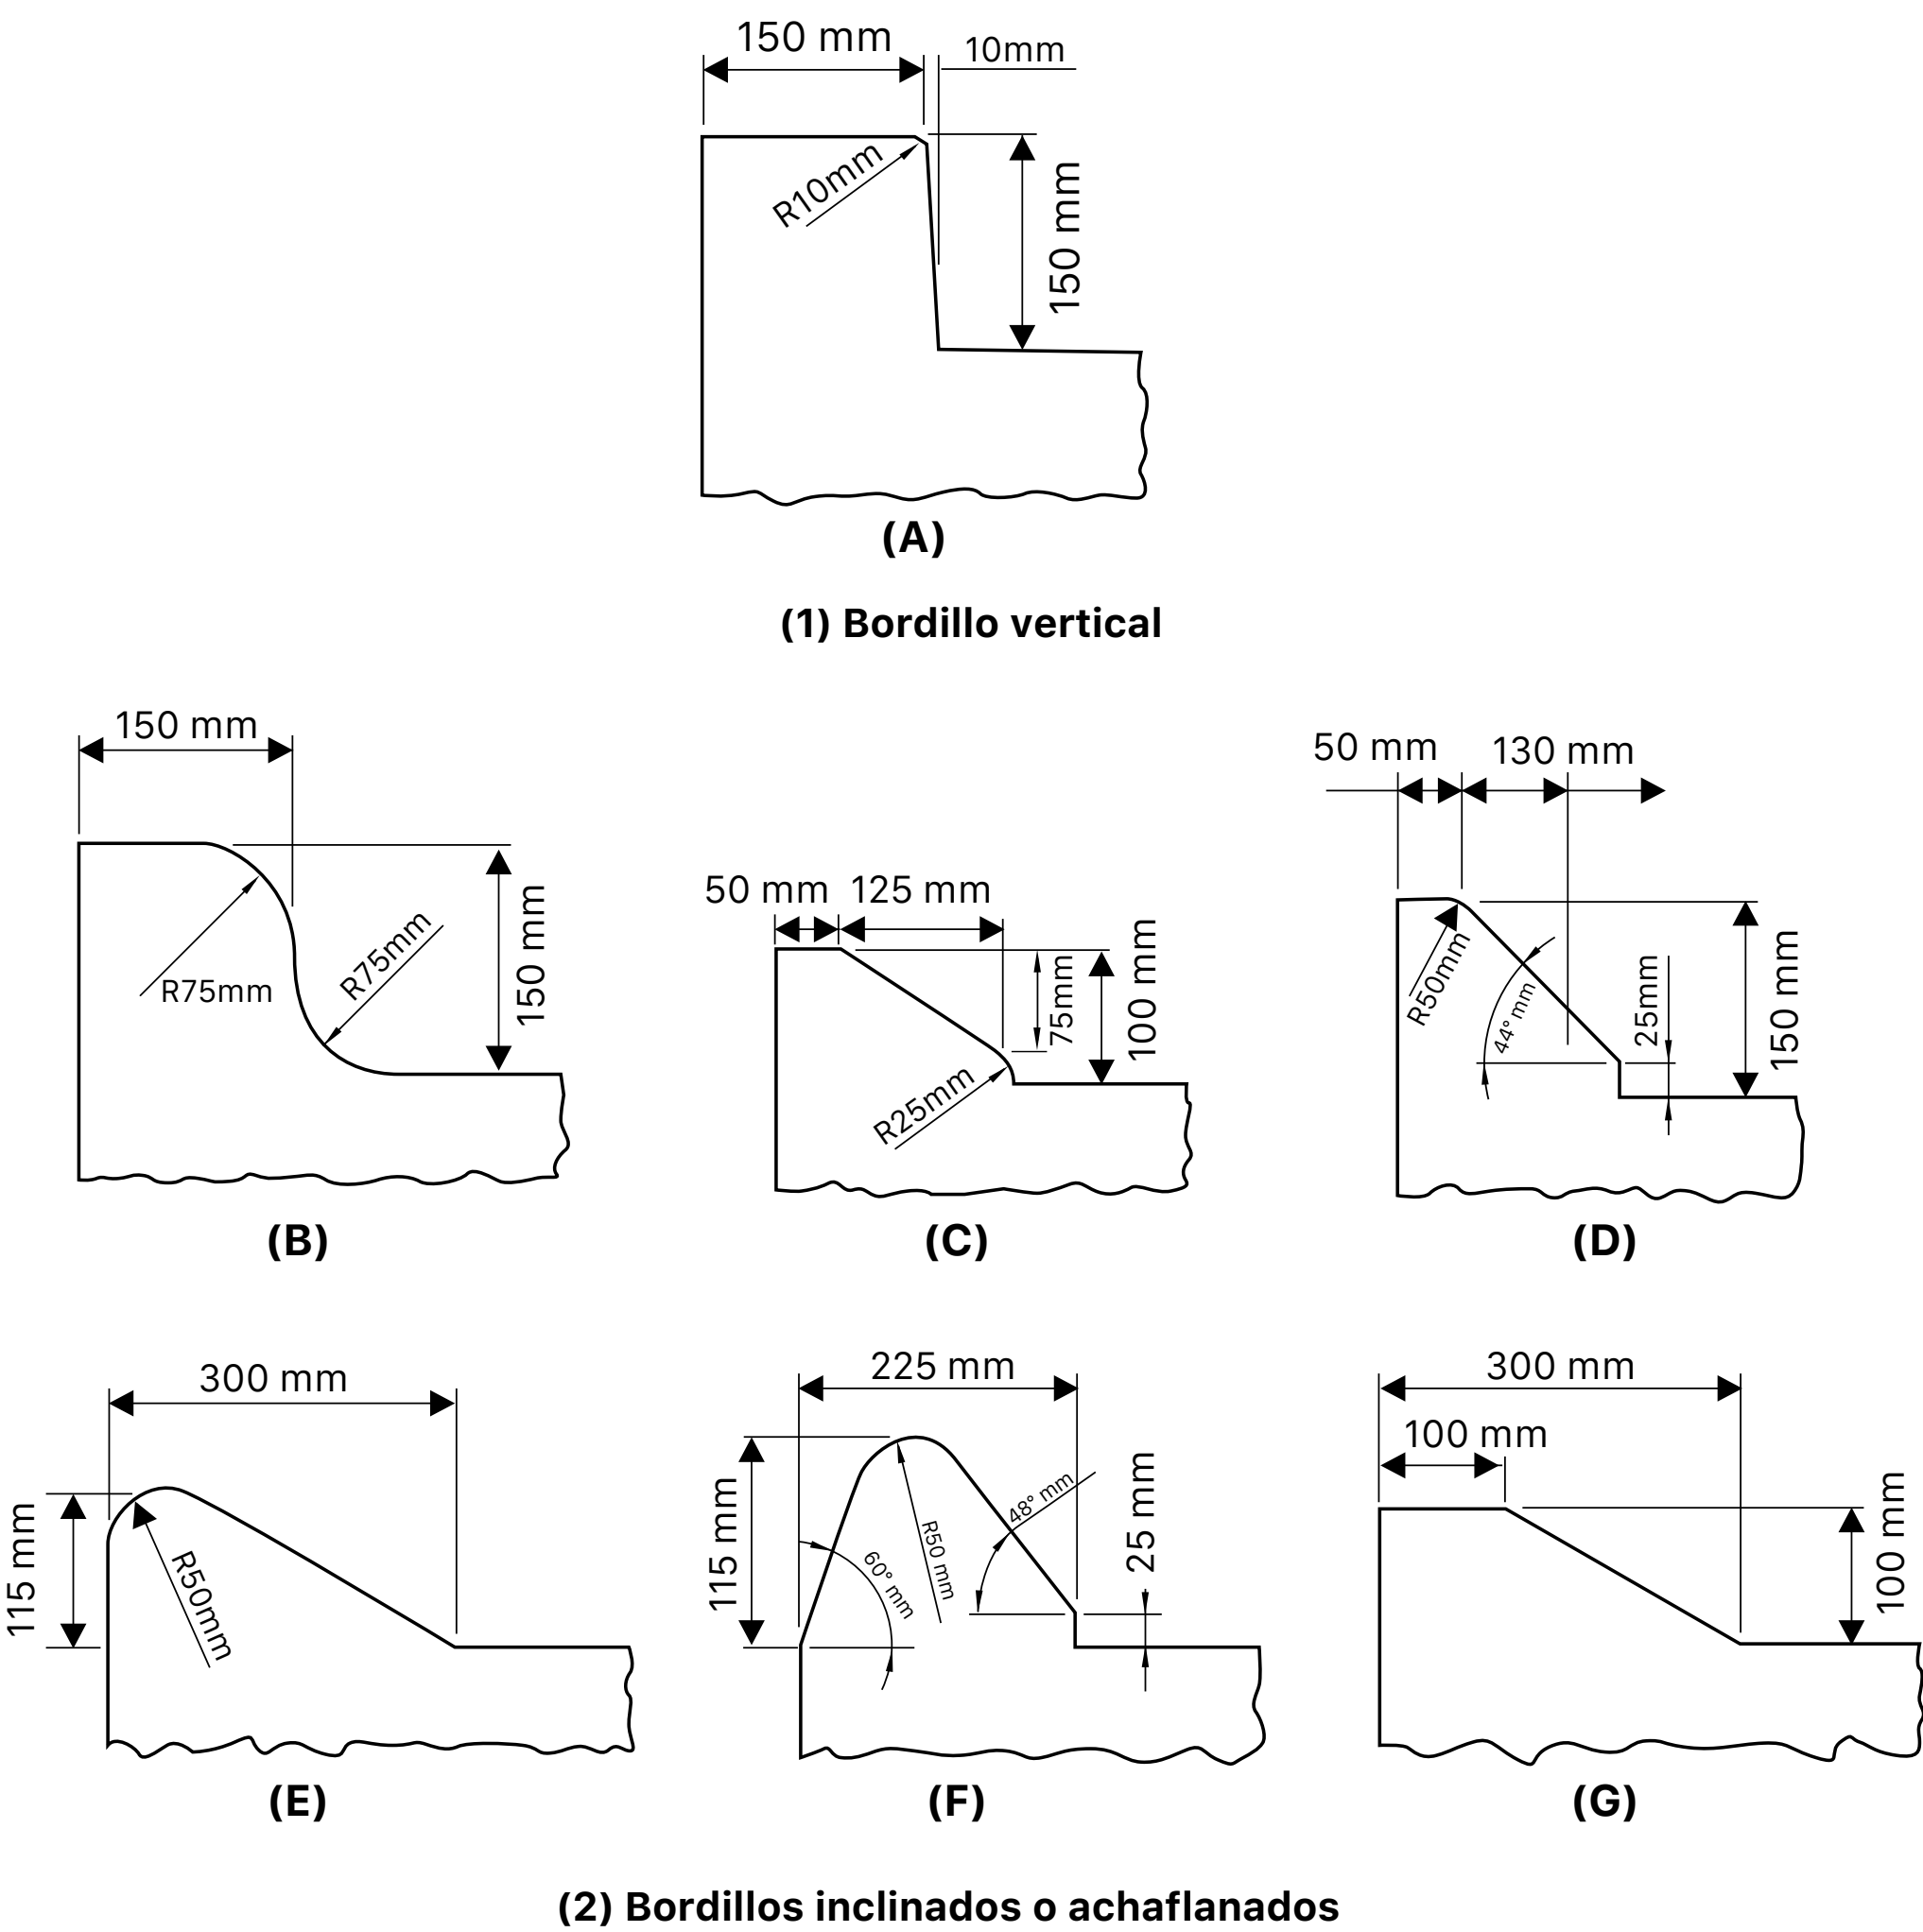 150 mm
10mm
R10mm
150 mm
(A)
(1) Bordillo vertical
150 mm
R75mm
R75mm
150 mm
(B)
50 mm
125 mm
75mm
100 mm
R25mm
(C)
50 mm
130 mm
R50mm
44° mm
25mm
150 mm
(D)
300 mm
115 mm
R50mm
(E)
225 mm
115 mm
60° mm
R50 mm
48° mm
25 mm
(F)
300 mm
100 mm
100 mm
(G)
(2) Bordillos inclinados o achaflanados